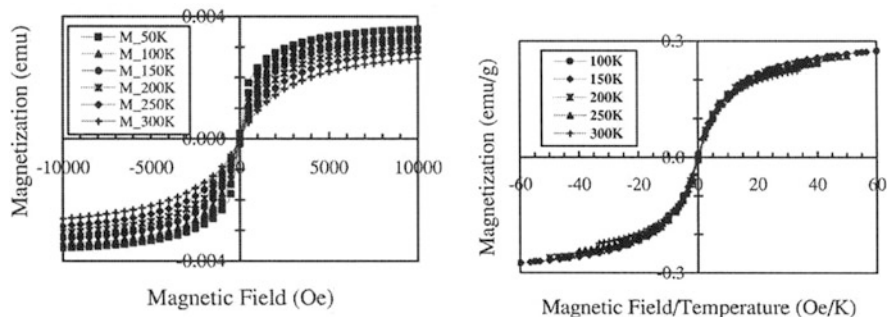 0.004
M_50K
M_100K
M_150K
M_200K
M_250K
M_300K
0.000
-10000 -5000 0 5000 10000
-0.004
Magnetization (emu)
Magnetic Field (Oe)
0.3
100K
150K
200K
250K
300K
0.0
-60 -40 -20 0 20 40 60
-0.3
Magnetization (emu/g)
Magnetic Field/Temperature (Oe/K)